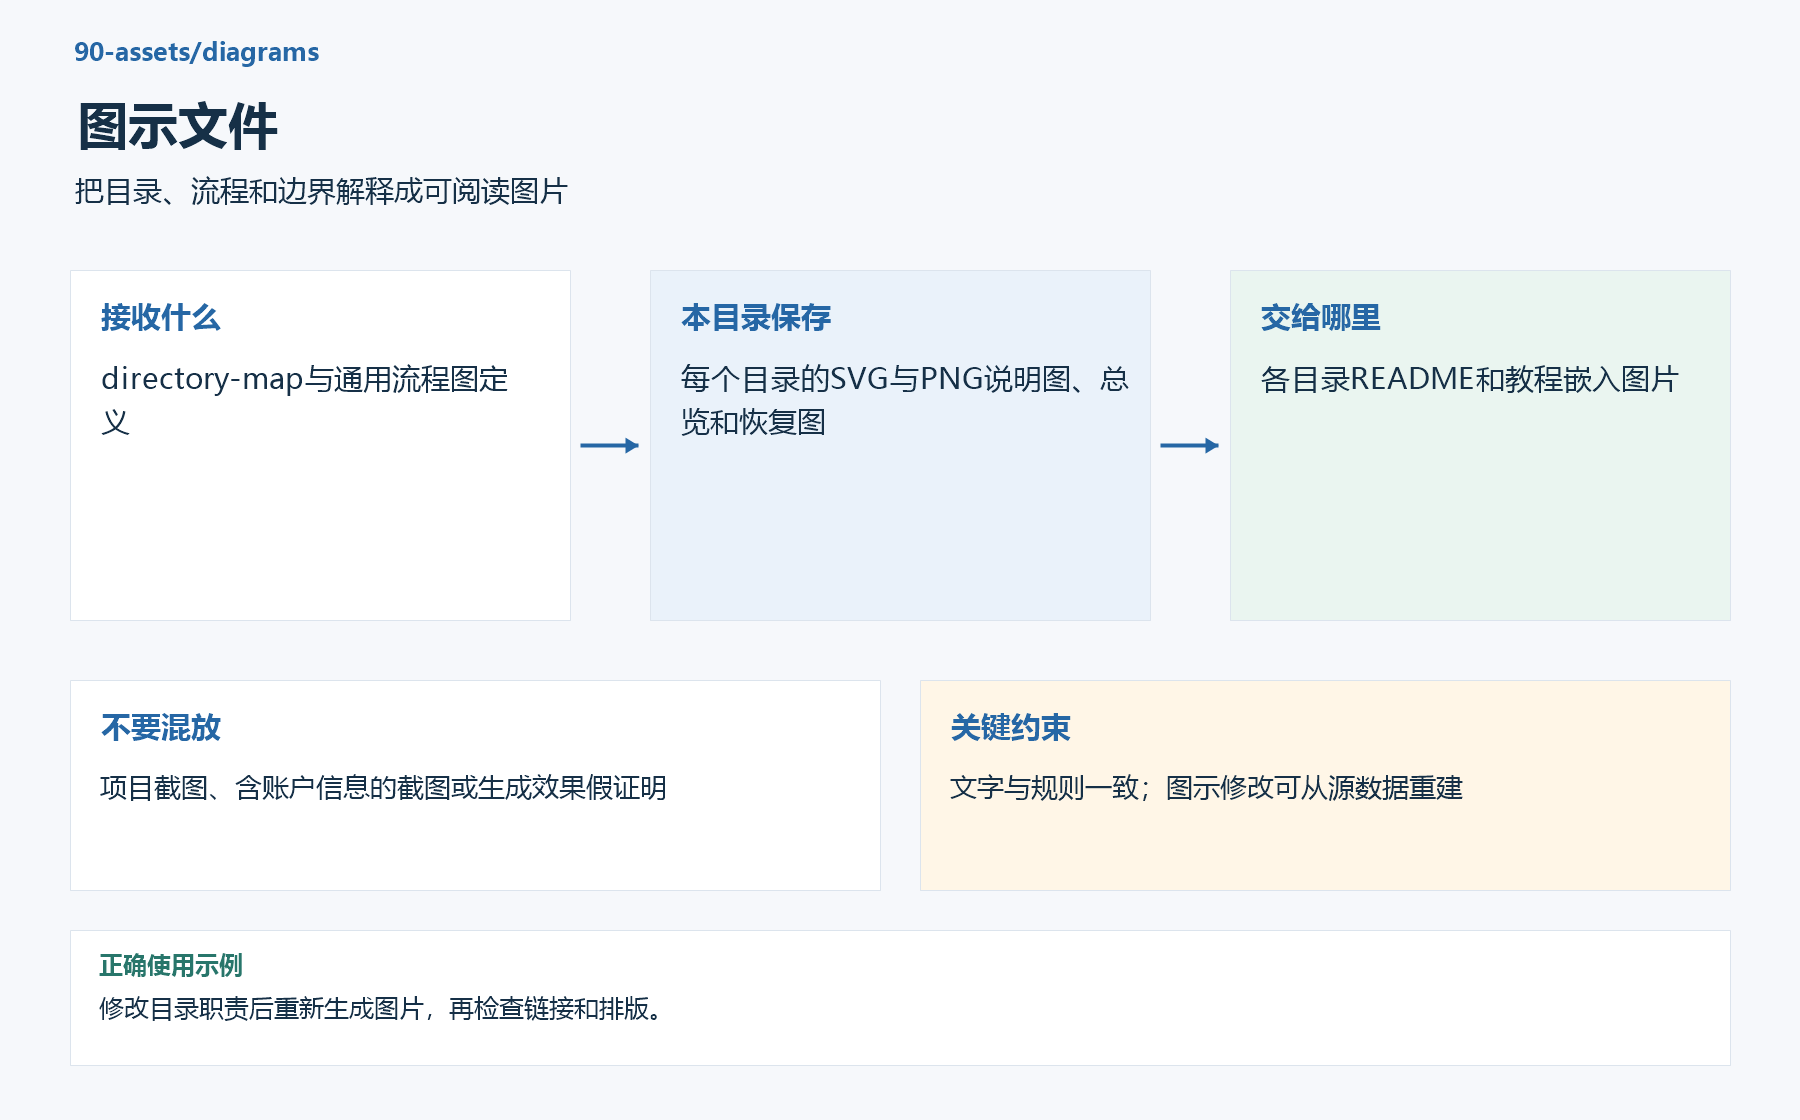 90-assets/diagrams
图示文件
把目录、流程和边界解释成可阅读图片
接收什么
directory-map与通用流程图定
义
本目录保存
每个目录的SVG与PNG说明图、总
览和恢复图
交给哪里
各目录README和教程嵌入图片
不要混放
项目截图、含账户信息的截图或生成效果假证明
关键约束
文字与规则一致；图示修改可从源数据重建
正确使用示例
修改目录职责后重新生成图片，再检查链接和排版。